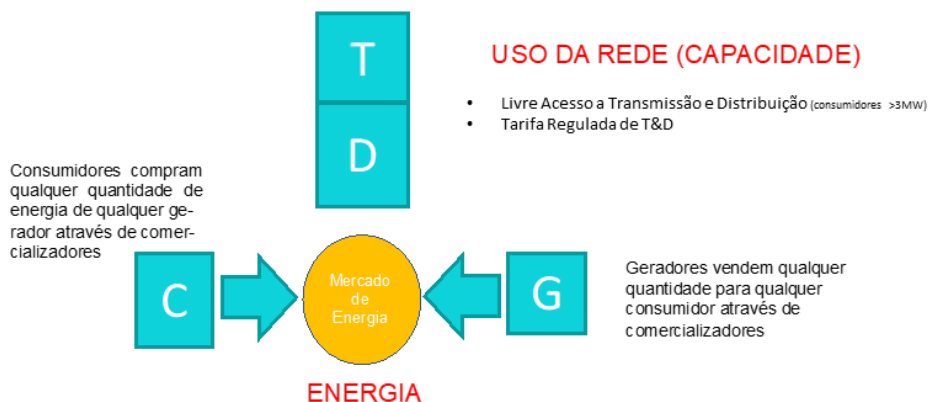 T
D
USO DA REDE (CAPACIDADE)
• Livre Acesso a Transmissão e Distribuição (consumidores >3MW)
• Tarifa Regulada de T&D
Consumidores compram
qualquer quantidade de
energia de qualquer ge-
rador através de comer-
cializadores
C
Mercado
de
Energia
G
Geradores vendem qualquer
quantidade para qualquer
consumidor através de
comercializadores
ENERGIA